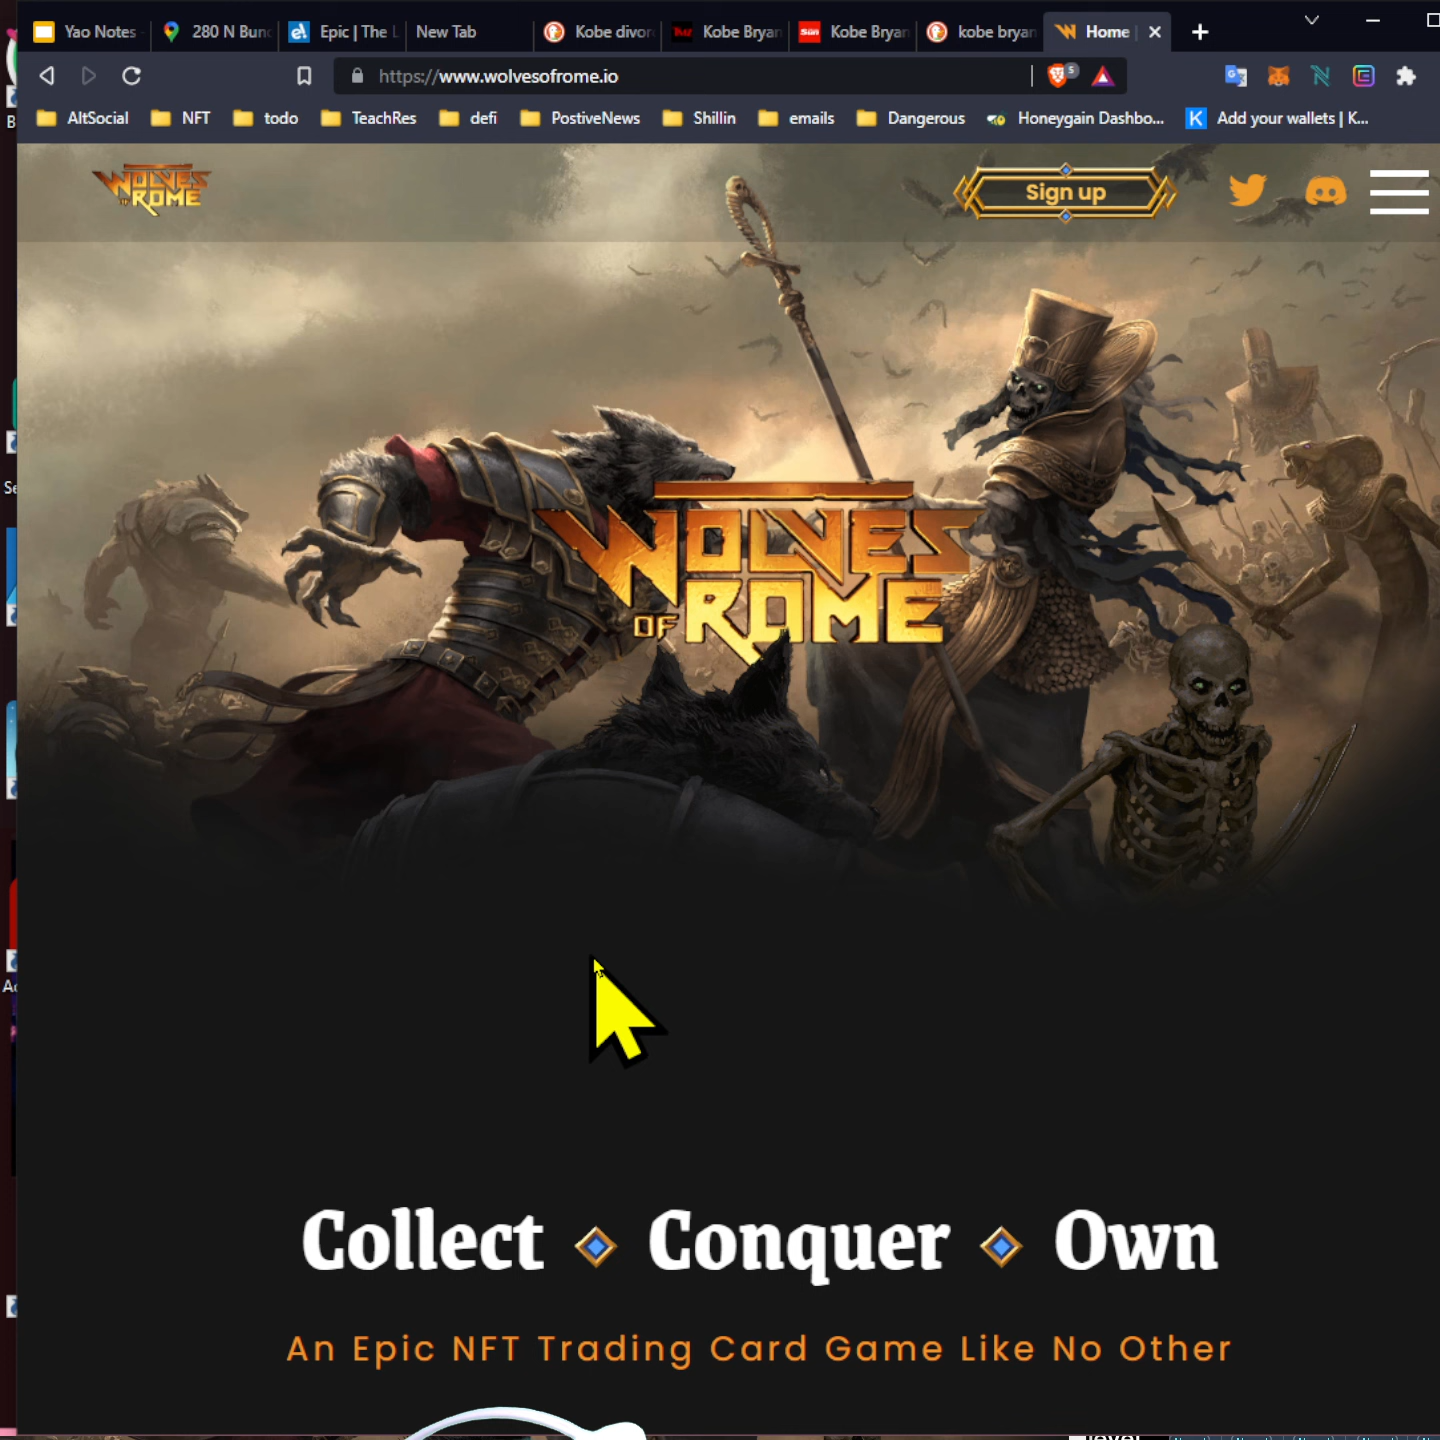 Yao Notes
280 N Bun
Epic | The
New Tab
Kobe divor
Kobe Bryan
Kobe Bryan
kobe bryan
Home
https://www.wolvesofrome.io
5
AltSocial
NFT
todo
TeachRes
defi
PostiveNews
Shillin
emails
Dangerous
Honeygain Dashbo...
Add your wallets | K...
WOLVES
OF ROME
Sign up
WOLVES
OF ROME
Collect Conquer Own
An Epic NFT Trading Card Game Like No Other